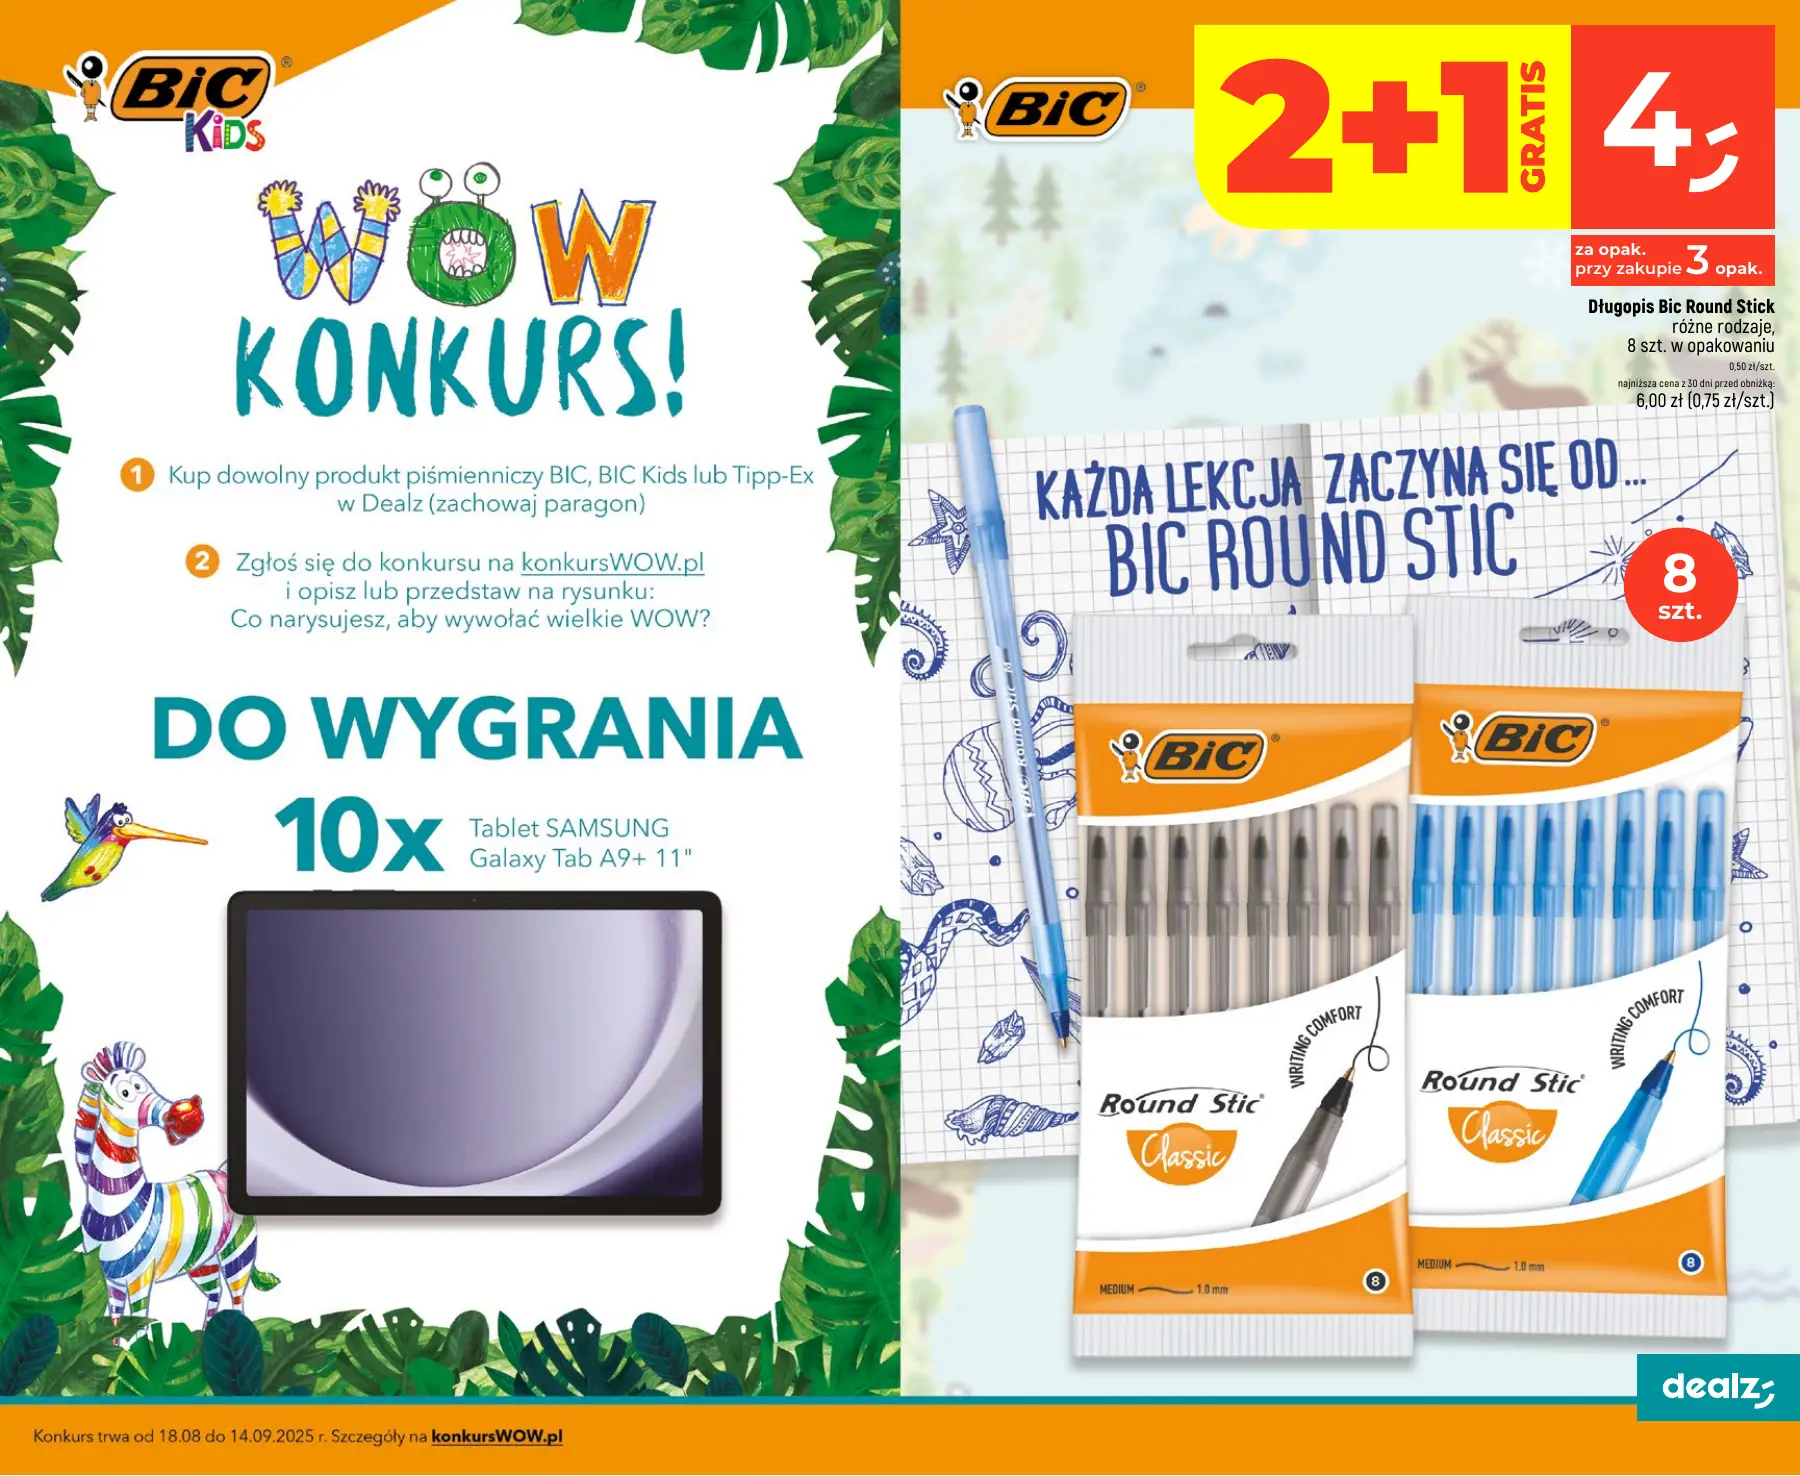 BiC
KiDS
WOW
KONKURS!
1 Kup dowolny produkt piśmienniczy BIC, BIC Kids lub Tipp-Ex
w Dealz (zachowaj paragon)
2 Zgłoś się do konkursu na konkursWOW.pl
i opisz lub przedstaw na rysunku:
Co narysujesz, aby wywołać wielkie WOW?
DO WYGRANIA
10x
Tablet SAMSUNG
Galaxy Tab A9+ 11"
Konkurs trwa od 18.08 do 14.09.2025 r. Szczegóły na konkursWOW.pl
BiC
2+1 GRATIS
4,-
za opak.
przy zakupie 3 opak.
Długopis Bic Round Stick
różne rodzaje,
8 szt. w opakowaniu
0,50 zł/szt.
najniższa cena z 30 dni przed obniżką:
6,00 zł (0,75 zł/szt.)
KAŻDA LEKCJA ZACZYNA SIĘ OD...
BIC ROUND STIC
8
szt.
BIC Round Stic M
BiC
WRITING COMFORT
Round Stic
Classic
MEDIUM 1.0 mm
8
BiC
WRITING COMFORT
Round Stic
Classic
MEDIUM 1.0 mm
8
dealz